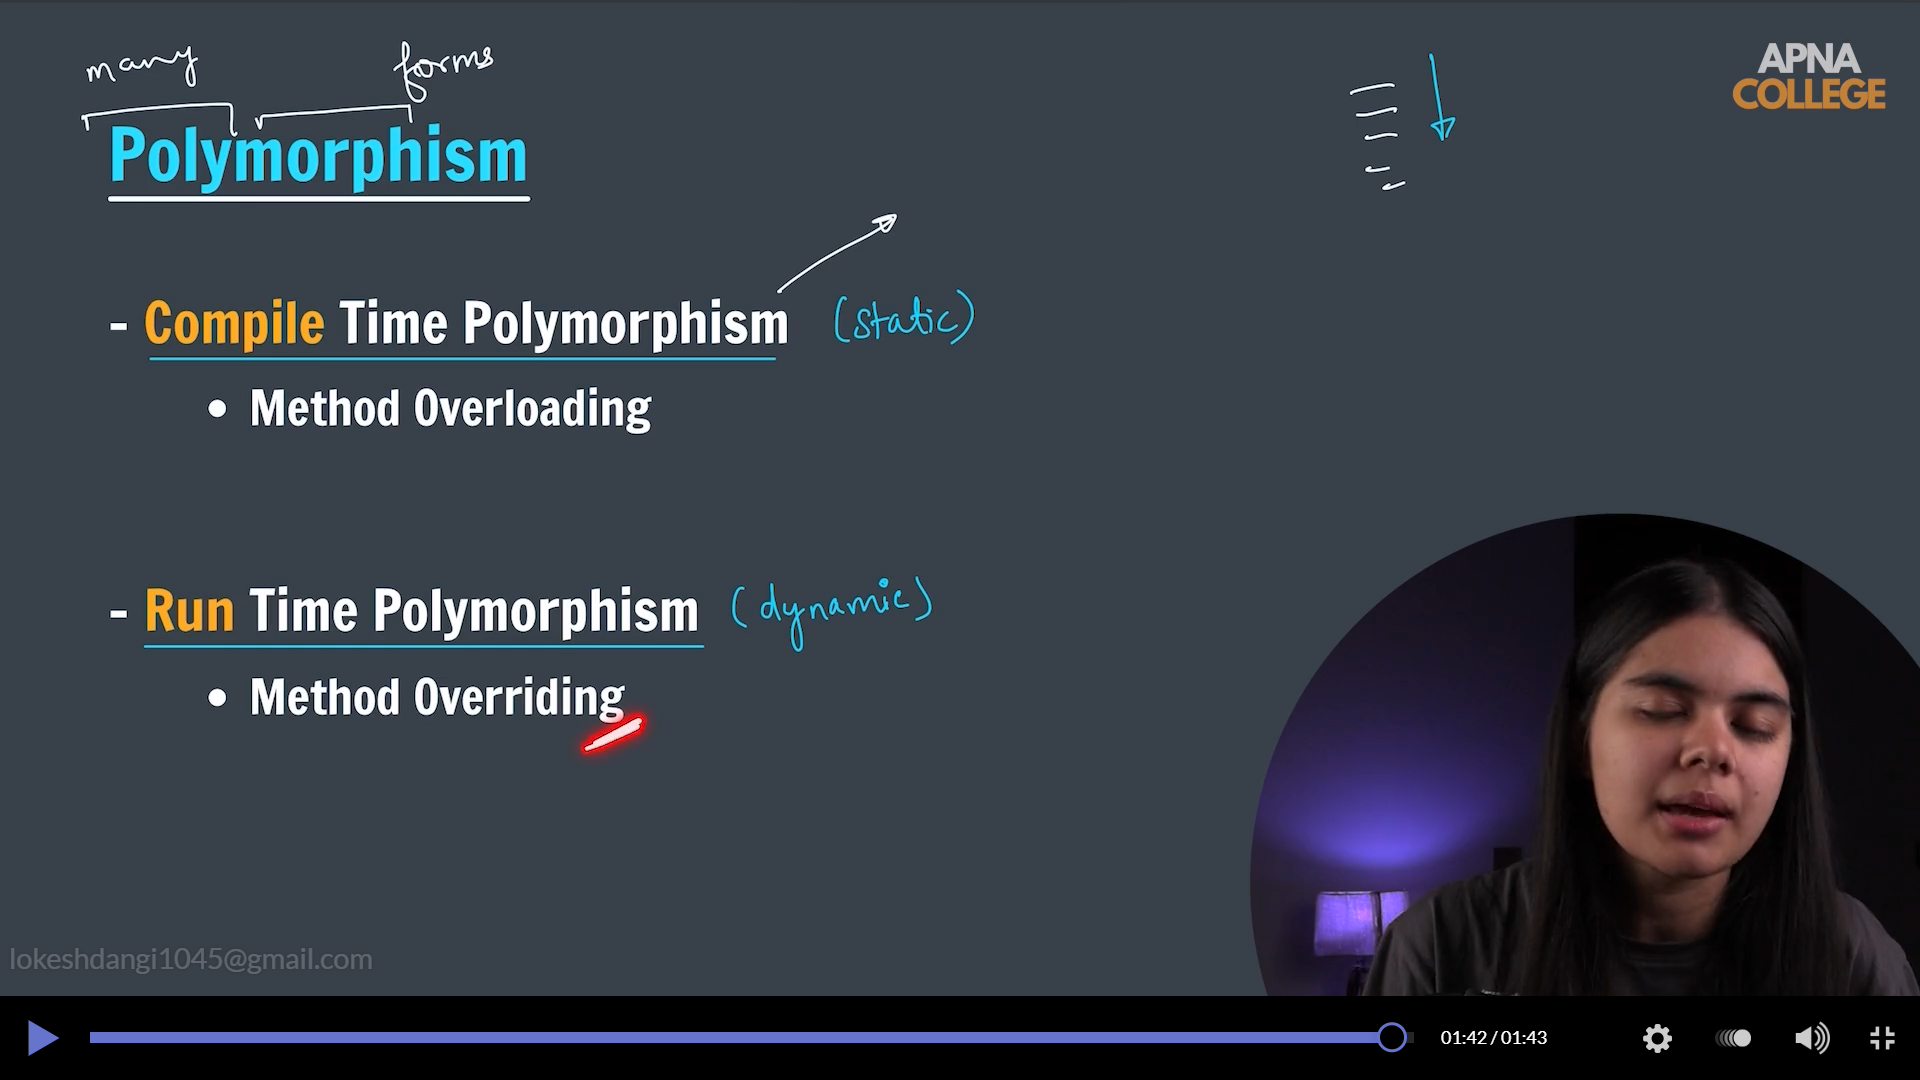 many forms
APNA
COLLEGE
Polymorphism
- Compile Time Polymorphism (static)
• Method Overloading
- Run Time Polymorphism (dynamic)
• Method Overriding
lokeshdangi1045@gmail.com
01:42/01:43